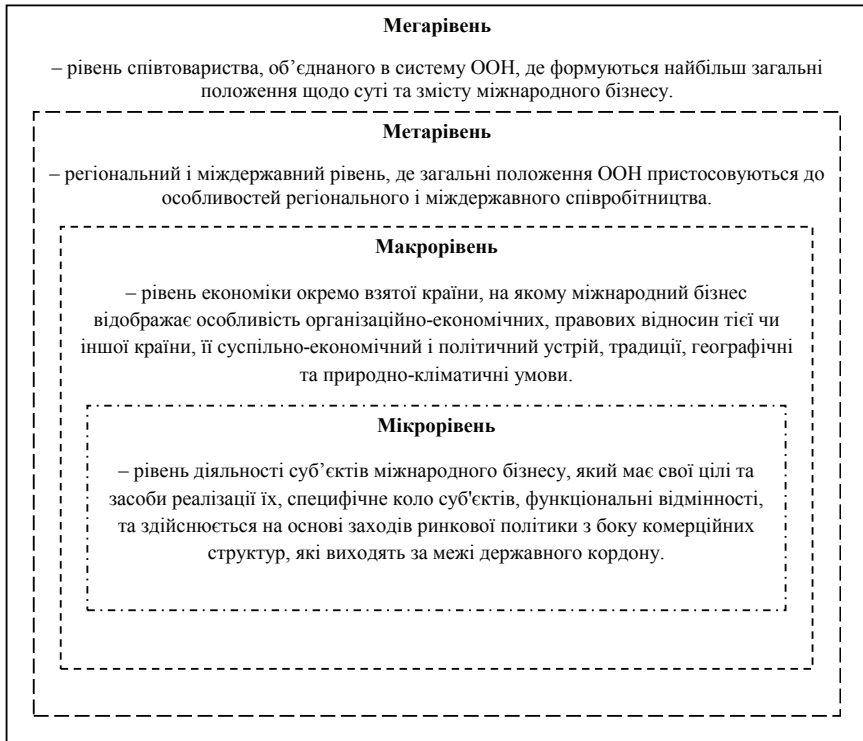 Мегарівень
– рівень співтовариства, об’єднаного в систему ООН, де формуються найбільш загальні
положення щодо суті та змісту міжнародного бізнесу.
Метарівень
– регіональний і міждержавний рівень, де загальні положення ООН пристосовуються до
особливостей регіонального і міждержавного співробітництва.
Макрорівень
– рівень економіки окремо взятої країни, на якому міжнародний бізнес
відображає особливість організаційно-економічних, правових відносин тієї чи
іншої країни, її суспільно-економічний і політичний устрій, традиції, географічні
та природно-кліматичні умови.
Мікрорівень
– рівень діяльності суб’єктів міжнародного бізнесу, який має свої цілі та
засоби реалізації їх, специфічне коло суб'єктів, функціональні відмінності,
та здійснюється на основі заходів ринкової політики з боку комерційних
структур, які виходять за межі державного кордону.